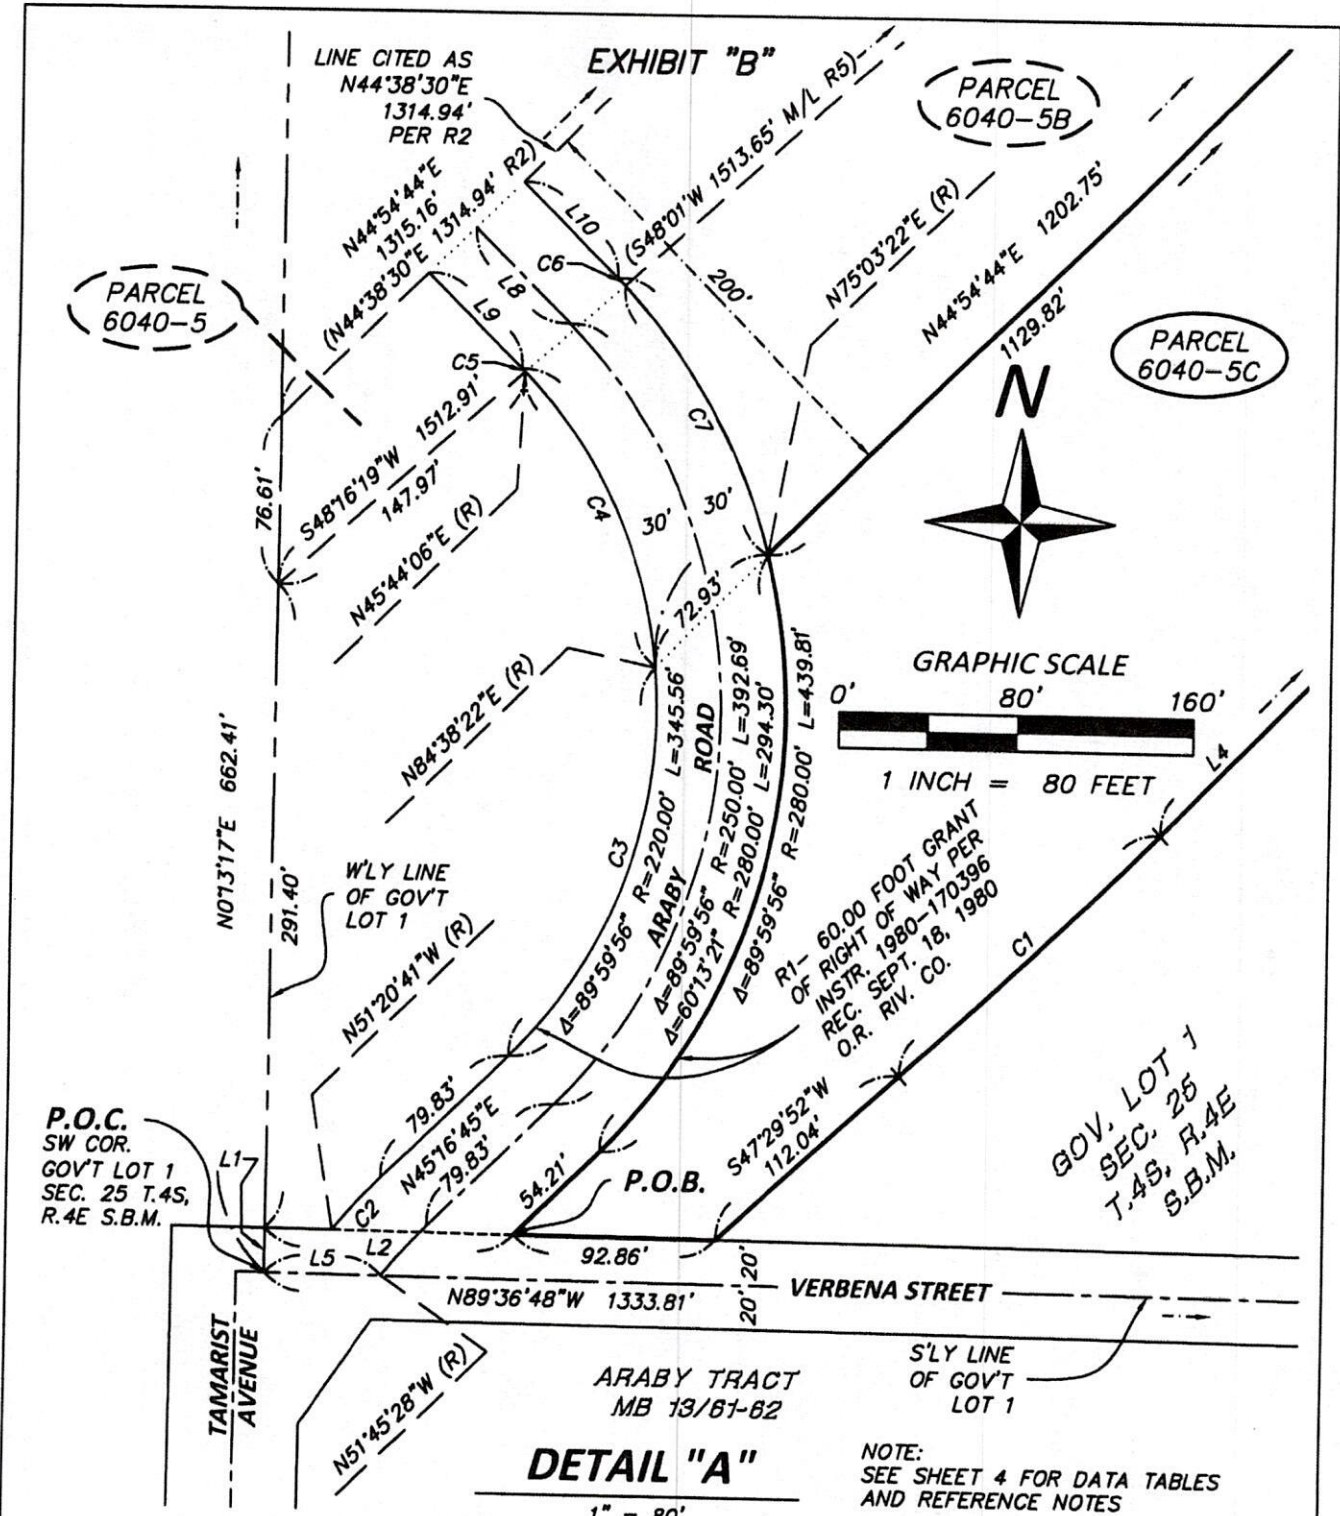 EXHIBIT "B"
LINE CITED AS
N44°38'30"E
1314.94'
PER R2
PARCEL
6040-5B
N44°54'44"E
1315.16'
(N44°38'30"E 1314.94' R2)
L10
(S48°01'W 1513.65' M/L R5)
C6
L8
200'
N75°03'22"E (R)
N44°54'44"E 1202.75'
1129.82'
PARCEL
6040-5
L9
C5
PARCEL
6040-5C
N
C7
76.61'
S48°16'19"W 1512.91'
147.97'
N45°44'06"E (R)
C4
30'
30'
72.93'
GRAPHIC SCALE
0' 80' 160'
1 INCH = 80 FEET
N84°38'22"E (R)
L4
N0°13'17"E 662.41'
291.40'
W'LY LINE
OF GOV'T
LOT 1
C3
Δ=89°59'56" R=220.00' L=345.56'
ARABY ROAD
Δ=89°59'56" R=250.00' L=392.69'
Δ=60°13'21" R=280.00' L=294.30'
Δ=89°59'56" R=280.00' L=439.81'
R1- 60.00 FOOT GRANT
OF RIGHT OF WAY PER
INSTR. 1980-170396
REC. SEPT. 18, 1980
O.R. RIV. CO.
C1
N51°20'41"W (R)
GOV. LOT 1
SEC. 25
T.4S, R.4E
S.B.M.
P.O.C.
SW COR.
GOV'T LOT 1
SEC. 25 T.4S,
R.4E S.B.M.
L1
79.83'
N45°16'45"E
79.83'
C2
54.21'
P.O.B.
S47°29'52"W
112.04'
L5
L2
92.86'
N89°36'48"W 1333.81'
20'
20'
VERBENA STREET
TAMARIST
AVENUE
N51°45'28"W (R)
ARABY TRACT
MB 13/61-62
S'LY LINE
OF GOV'T
LOT 1
DETAIL "A"
1" = 80'
NOTE:
SEE SHEET 4 FOR DATA TABLES
AND REFERENCE NOTES